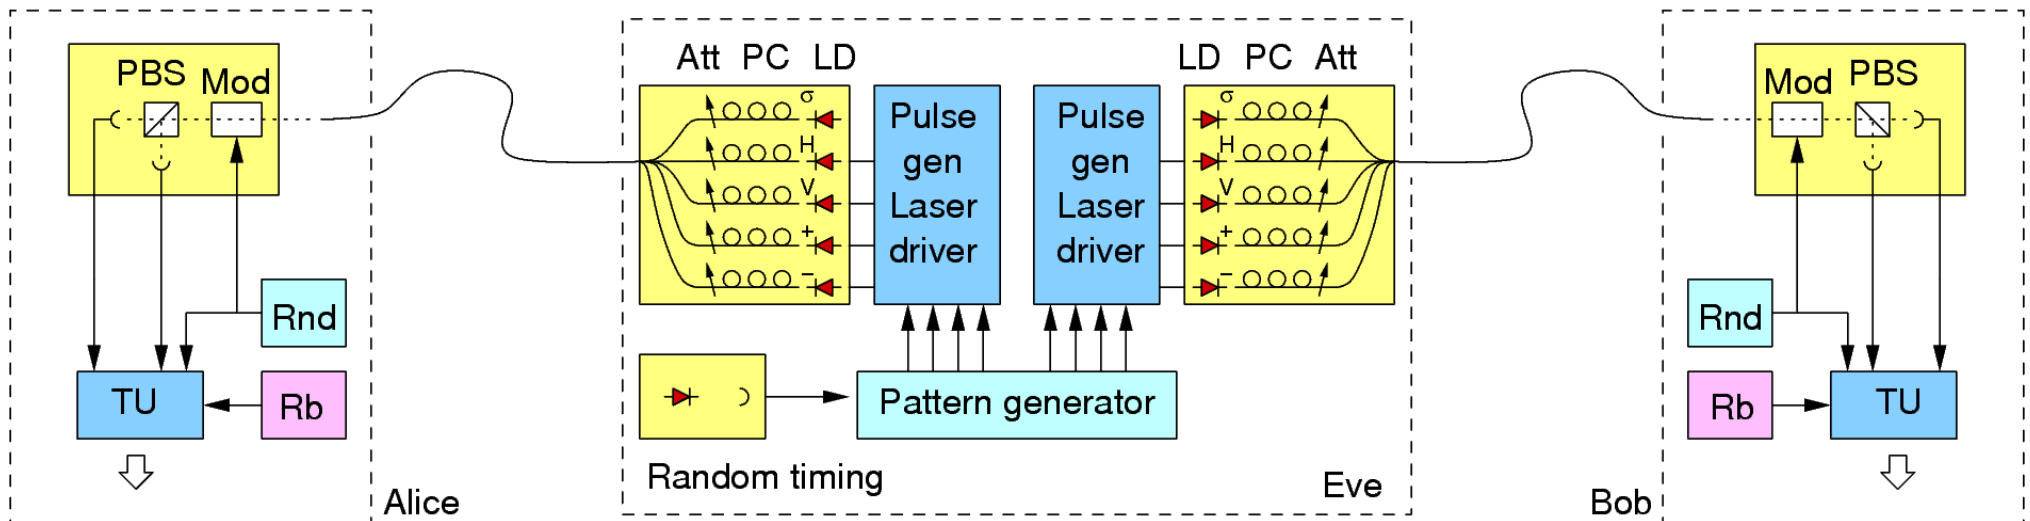 PBS Mod
Rnd
TU
Rb
Alice
Att PC LD
σ
H
V
+
−
Pulse
gen
Laser
driver
Pulse
gen
Laser
driver
LD PC Att
σ
H
V
+
−
Pattern generator
Random timing
Eve
Mod PBS
Rnd
Rb
TU
Bob